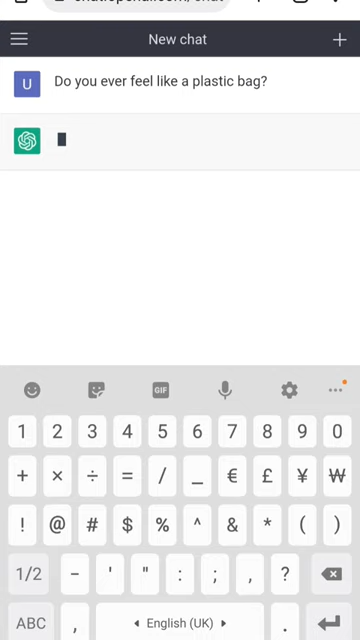 New chat
U
Do you ever feel like a plastic bag?
GIF
1 2 3 4 5 6 7 8 9 0
+ × ÷ = / _ € £ ¥ ₩
! @ # $ % ^ & * ( )
1/2 - ' " : ; , ?
ABC , English (UK) .